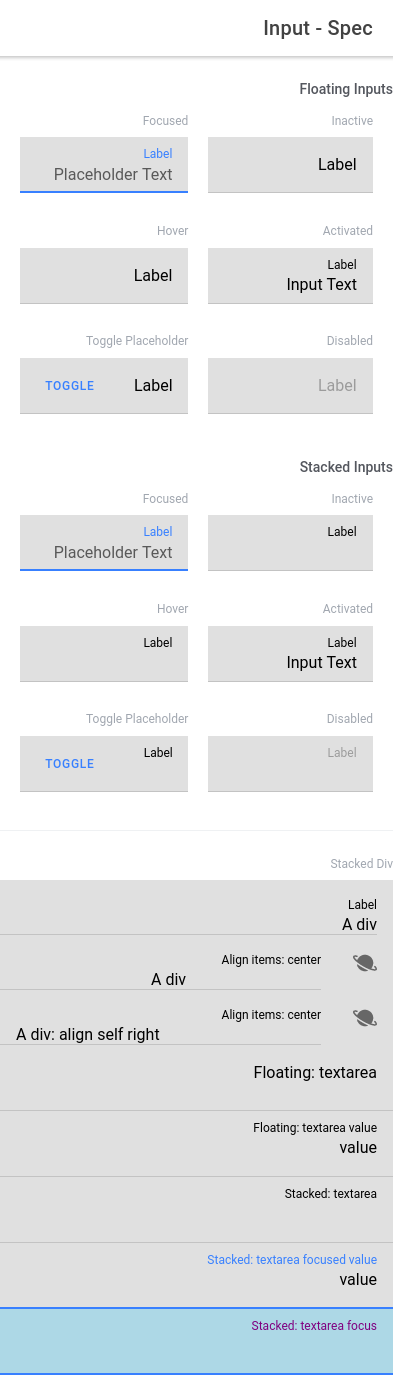 Input - Spec
Floating Inputs
Inactive
Focused
Label
Label
Placeholder Text
Activated
Hover
Label
Input Text
Label
Disabled
Toggle Placeholder
Label
Label
TOGGLE
Stacked Inputs
Inactive
Focused
Label
Label
Placeholder Text
Activated
Hover
Label
Input Text
Label
Disabled
Toggle Placeholder
Label
Label
TOGGLE
Stacked Div
Label
A div
Align items: center
A div
Align items: center
A div: align self right
Floating: textarea
Floating: textarea value
value
Stacked: textarea
Stacked: textarea focused value
value
Stacked: textarea focus